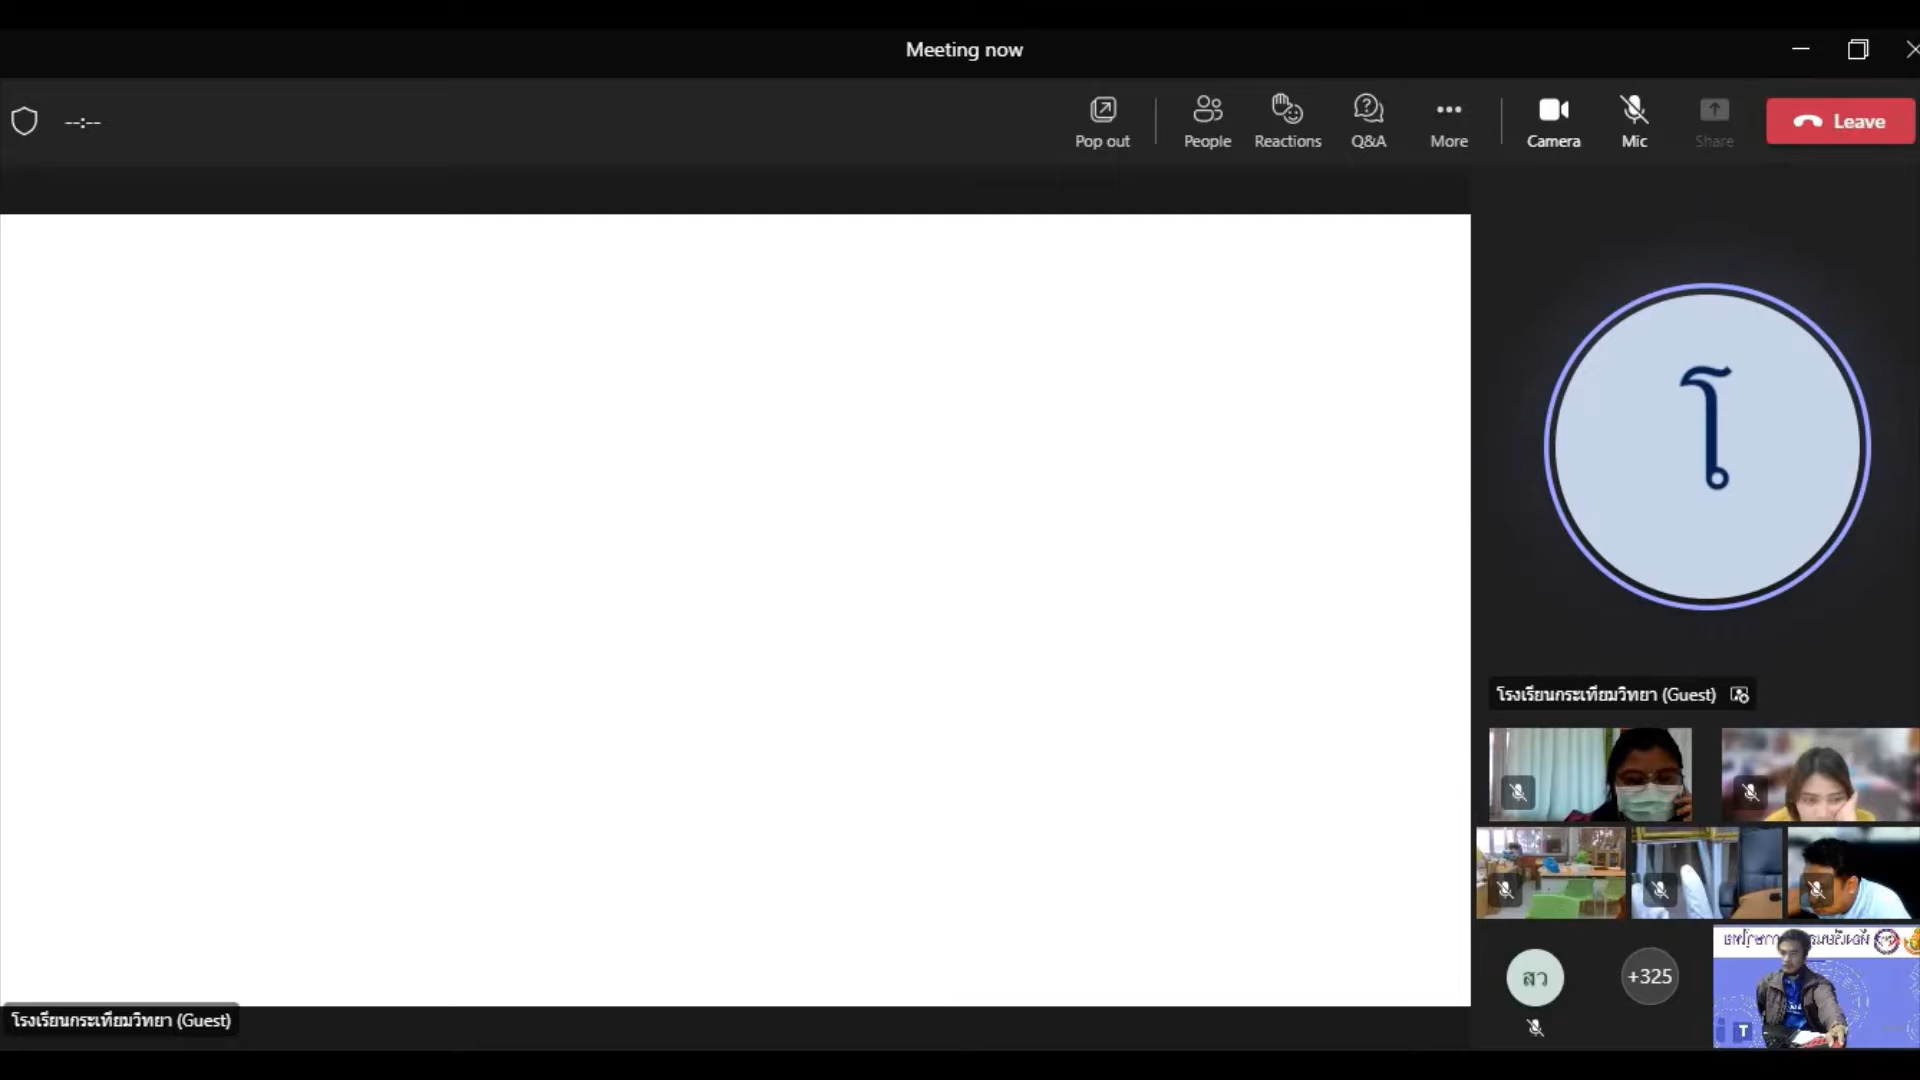 Meeting now
--:--
Pop out
People
Reactions
Q&A
More
Camera
Mic
Share
Leave
โ
โรงเรียนกระเทียมวิทยา (Guest)
สว
+325
T
โรงเรียนกระเทียมวิทยา (Guest)